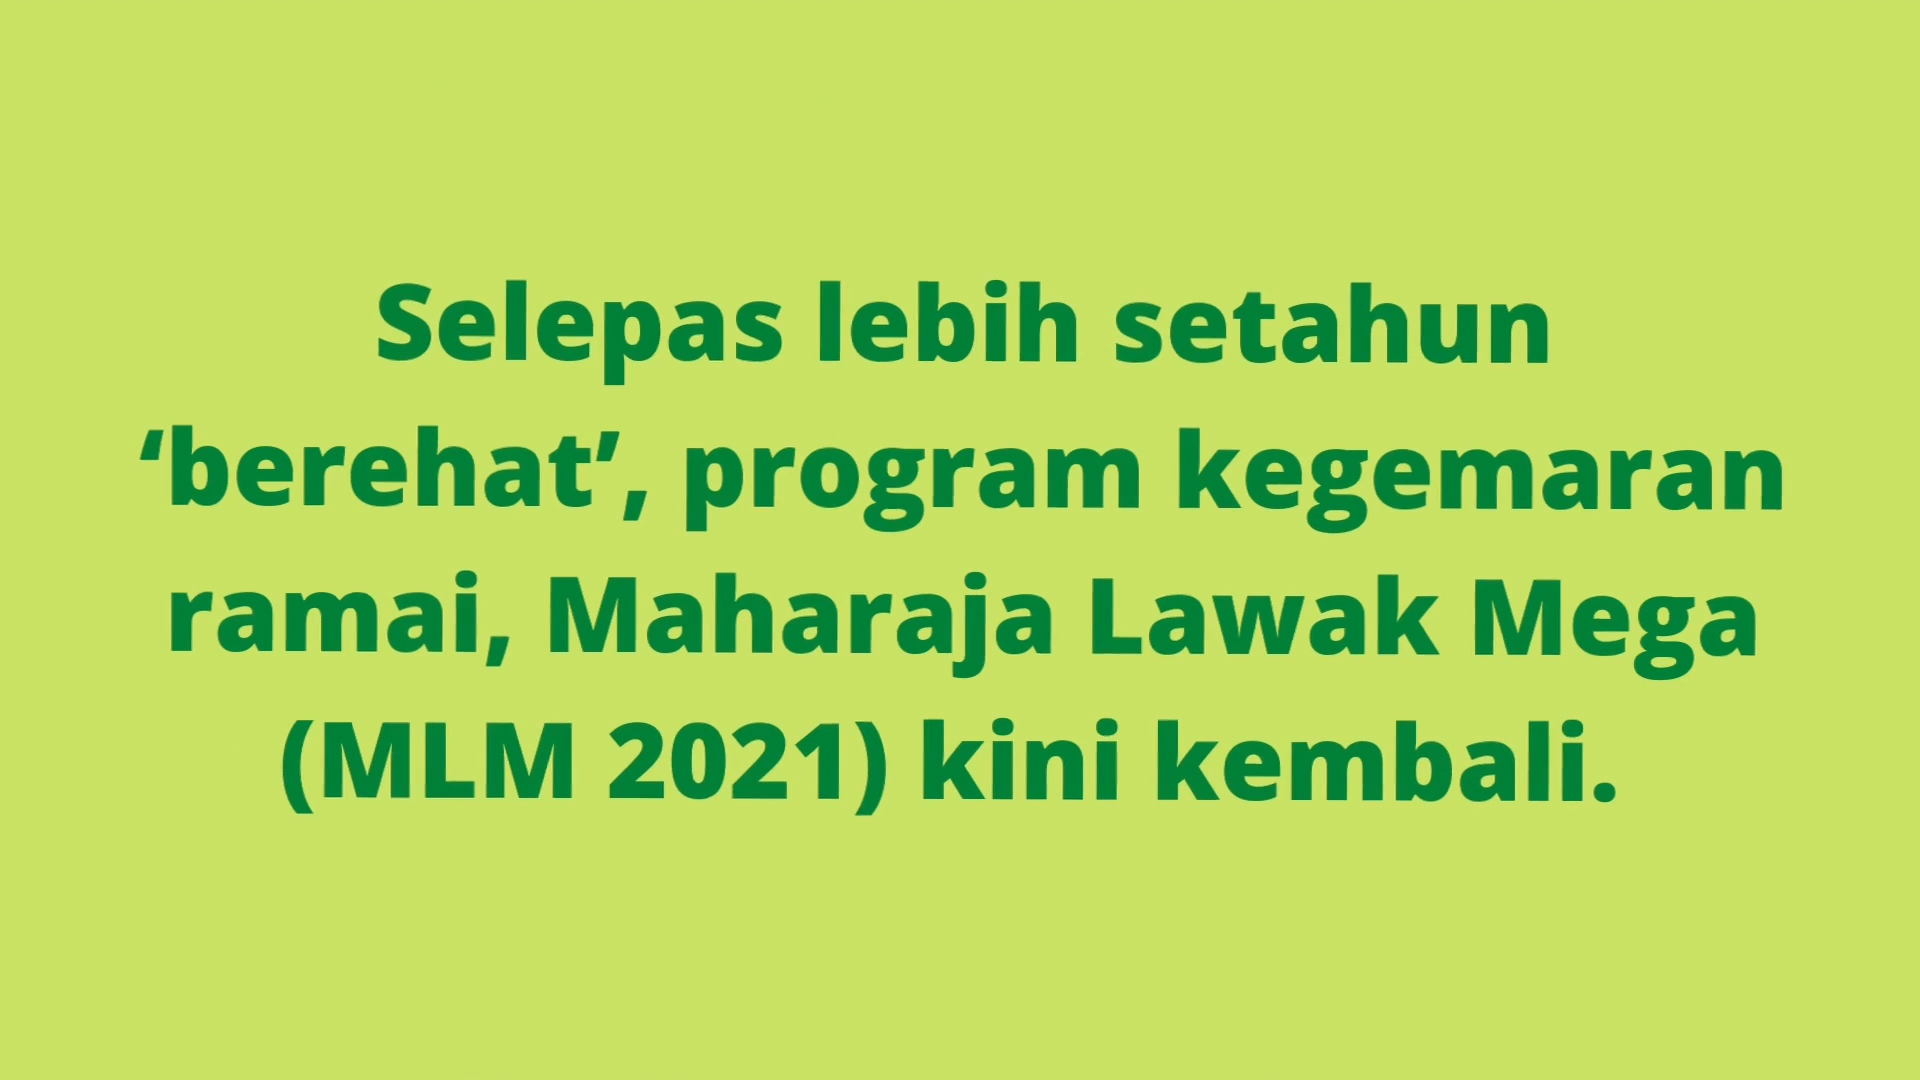 Selepas lebih setahun
‘berehat’, program kegemaran
ramai, Maharaja Lawak Mega
(MLM 2021) kini kembali.